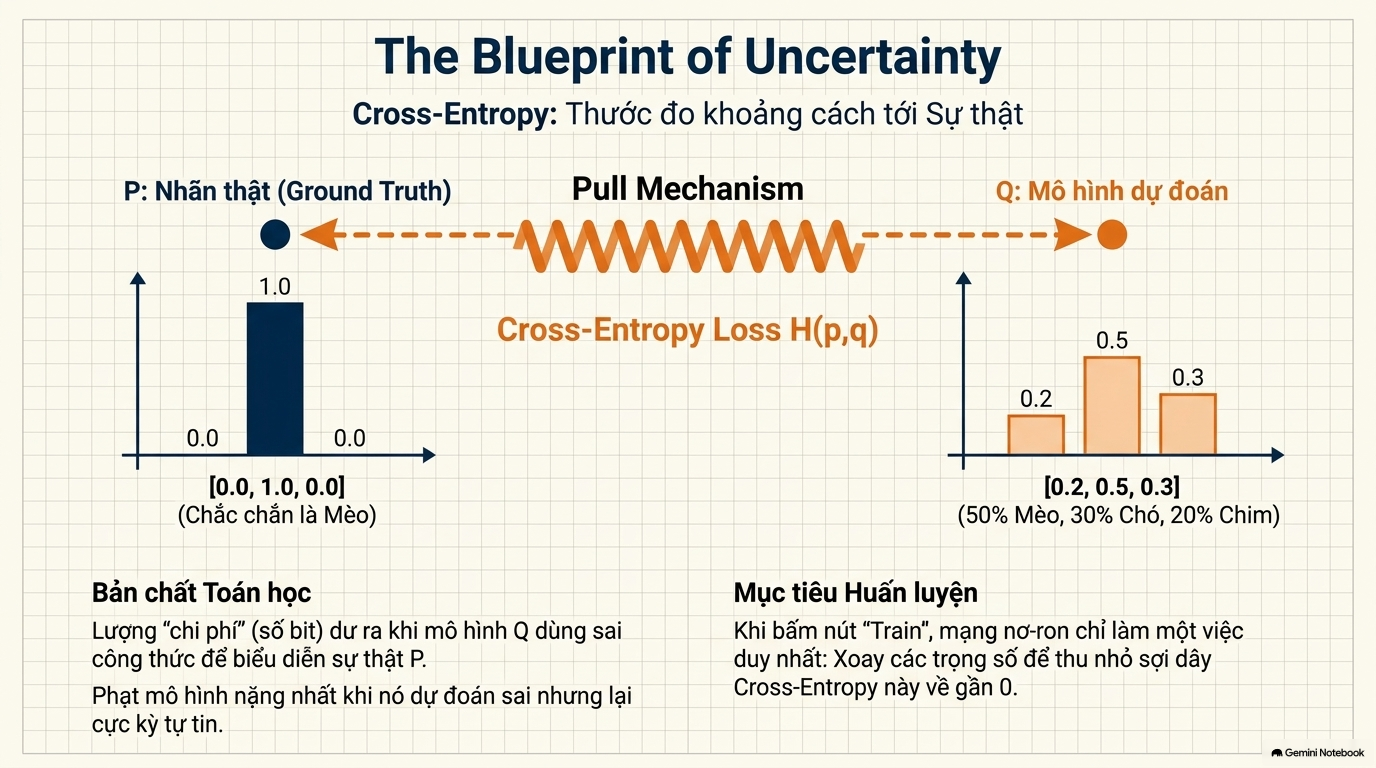 The Blueprint of Uncertainty
Cross-Entropy: Thước đo khoảng cách tới Sự thật
P: Nhãn thật (Ground Truth)
Pull Mechanism
Q: Mô hình dự đoán
Cross-Entropy Loss H(p,q)
1.0
0.0
0.0
[0.0, 1.0, 0.0]
(Chắc chắn là Mèo)
0.2
0.5
0.3
[0.2, 0.5, 0.3]
(50% Mèo, 30% Chó, 20% Chim)
Bản chất Toán học
Lượng “chi phí” (số bit) dư ra khi mô hình Q dùng sai
công thức để biểu diễn sự thật P.
Phạt mô hình nặng nhất khi nó dự đoán sai nhưng lại
cực kỳ tự tin.
Mục tiêu Huấn luyện
Khi bấm nút “Train”, mạng nơ-ron chỉ làm một việc
duy nhất: Xoay các trọng số để thu nhỏ sợi dây
Cross-Entropy này về gần 0.
Gemini Notebook